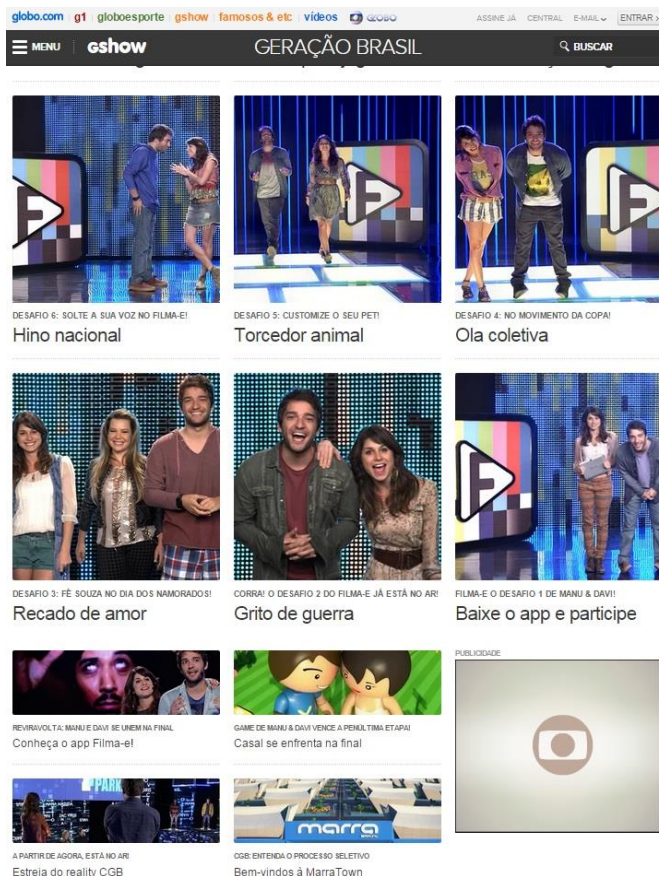 globo.com g1 globoesporte gshow famosos & etc vídeos GLOBO ASSINE JÁ CENTRAL E-MAIL ENTRAR ›
MENU gshow GERAÇÃO BRASIL BUSCAR
DESAFIO 6: SOLTE A SUA VOZ NO FILMA-E!
Hino nacional
DESAFIO 5: CUSTOMIZE O SEU PET!
Torcedor animal
DESAFIO 4: NO MOVIMENTO DA COPA!
Ola coletiva
DESAFIO 3: FÊ SOUZA NO DIA DOS NAMORADOS!
Recado de amor
CORRA! O DESAFIO 2 DO FILMA-E JÁ ESTÁ NO AR!
Grito de guerra
FILMA-E O DESAFIO 1 DE MANU & DAVI!
Baixe o app e participe
REVIRAVOLTA: MANU E DAVI SE UNEM NA FINAL
Conheça o app Filma-e!
GAME DE MANU & DAVI VENCE A PENÚLTIMA ETAPA!
Casal se enfrenta na final
PUBLICIDADE
PARK
A PARTIR DE AGORA, ESTÁ NO AR!
Estreia do reality CGB
marra
CGB: ENTENDA O PROCESSO SELETIVO
Bem-vindos à MarraTown